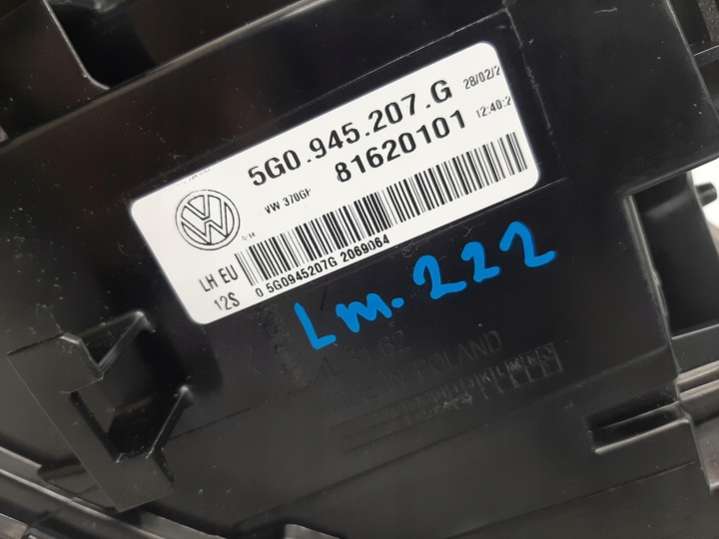 5G0.945.207.G 28/02/2
81620101 12:40:2
VW 370GP
LH EU
12S
0 5G0945207G 2069064
Lm.222
POLAND